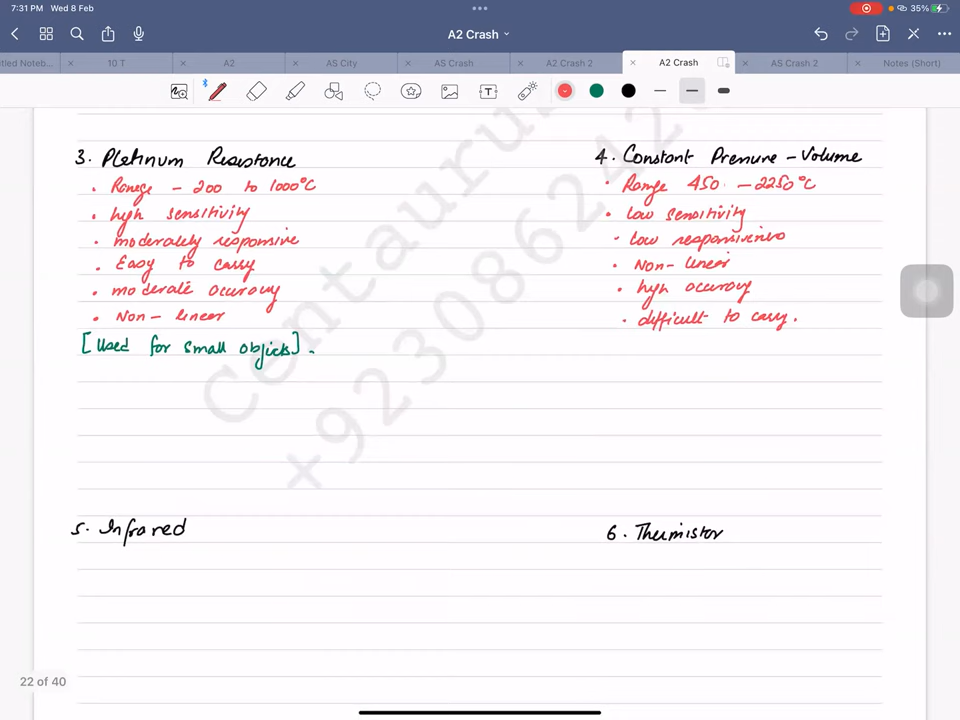 7:31 PM Wed 8 Feb
35%
A2 Crash
tled Noteb...
10 T
A2
AS City
AS Crash
A2 Crash 2
A2 Crash
AS Crash 2
Notes (Short)
3. Platinum Resistance
• Range - 200 to 1000°C
• high sensitivity
• moderately responsive
• Easy to carry
• moderate accuracy
• Non - linear
[Used for small objects].
4. Constant Pressure - Volume
• Range 450. - 2250°C
• low sensitivity
• low responsiveness
• Non - linear
• high accuracy
• difficult to carry.
Centaurus
+92308624
5. Infrared
6. Thermistor
22 of 40